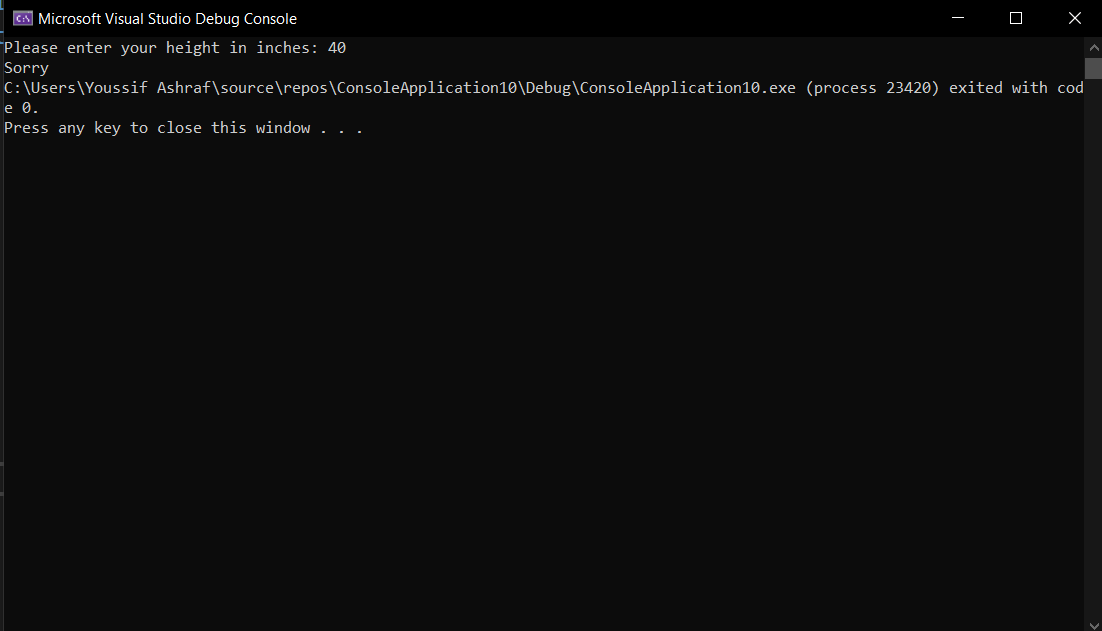 Microsoft Visual Studio Debug Console
Please enter your height in inches: 40
Sorry
C:\Users\Youssif Ashraf\source\repos\ConsoleApplication10\Debug\ConsoleApplication10.exe (process 23420) exited with cod
e 0.
Press any key to close this window . . .